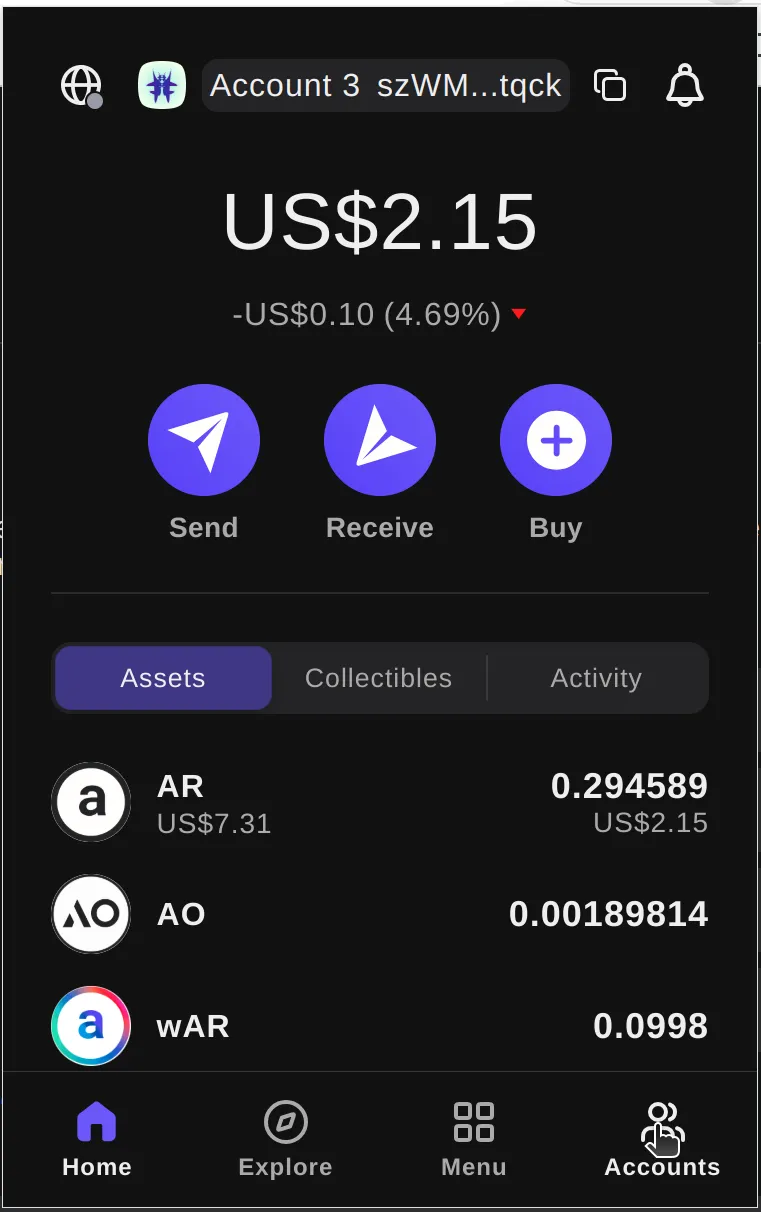 Account 3 szWM...tqck
US$2.15
-US$0.10 (4.69%)
Send Receive Buy
Assets Collectibles Activity
a AR 0.294589
US$7.31 US$2.15
AO AO 0.00189814
a wAR 0.0998
Home Explore Menu Accounts